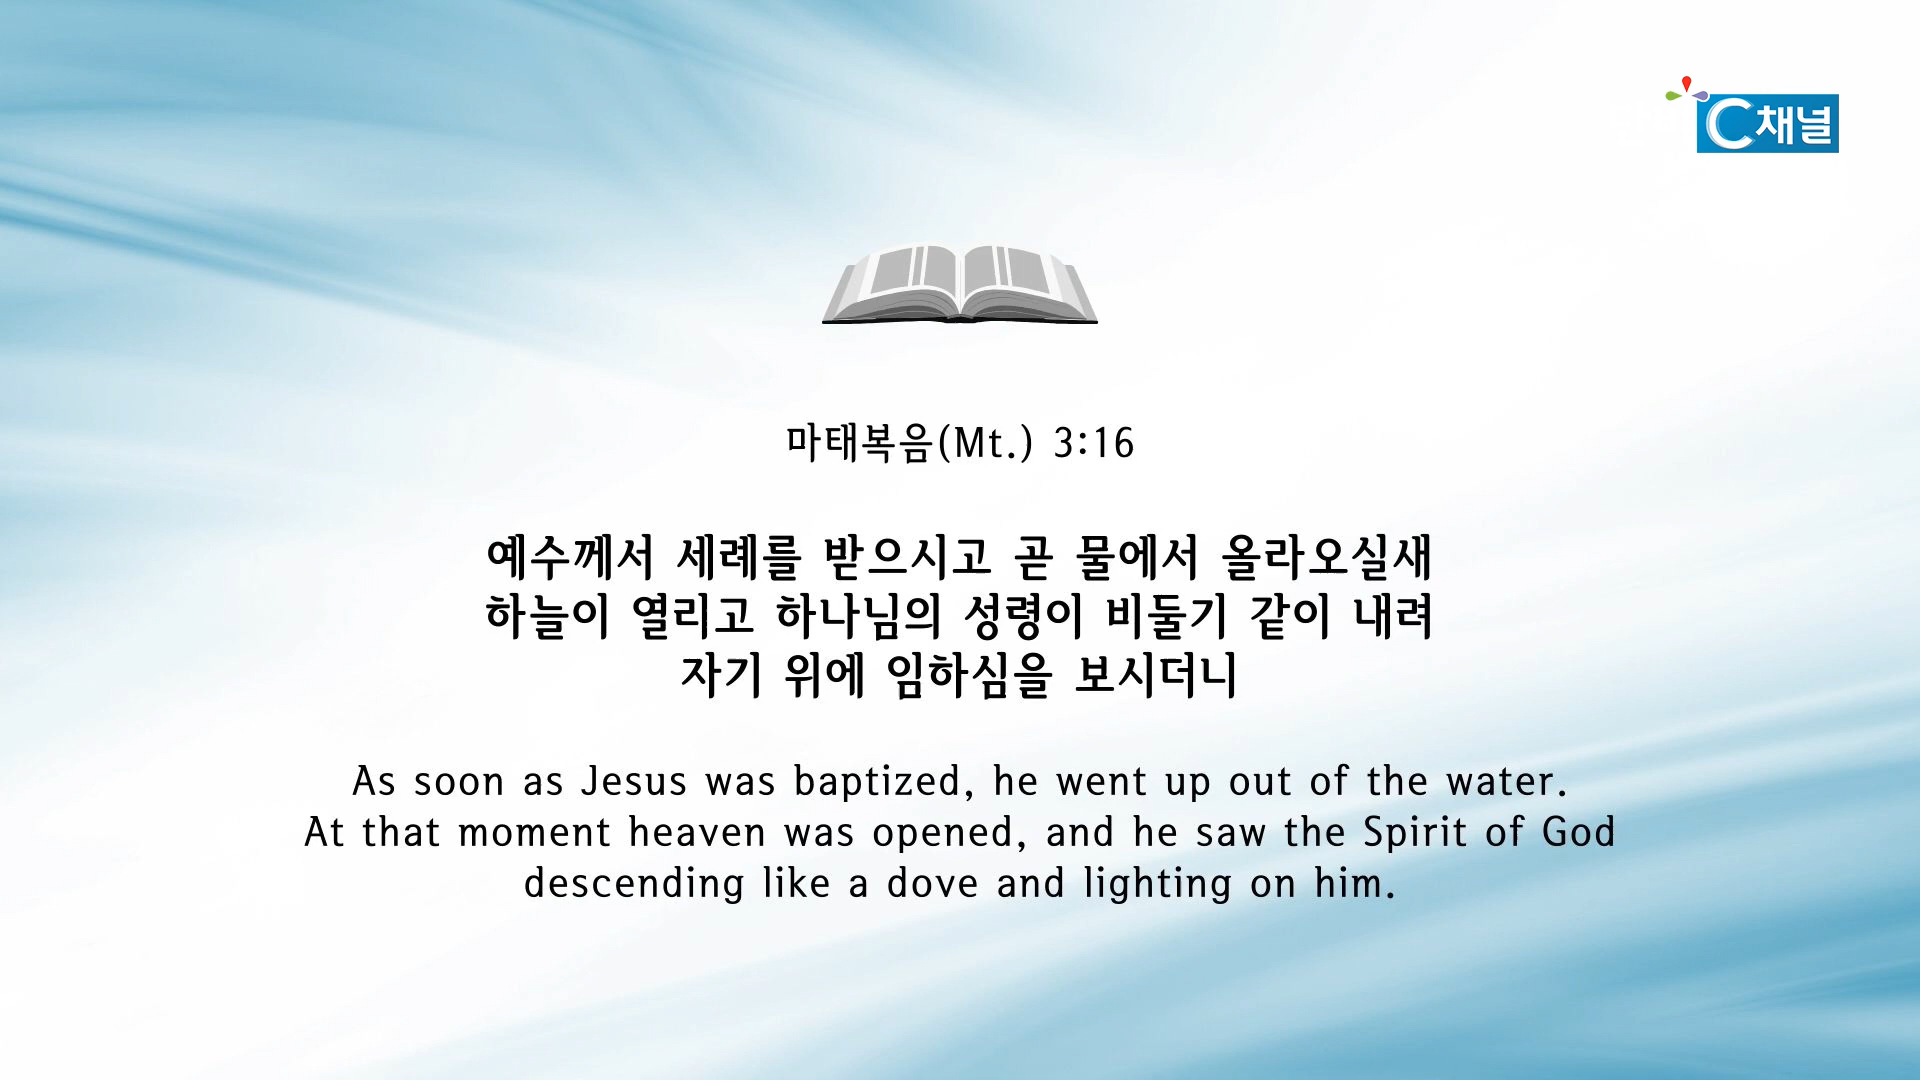 C채널
마태복음(Mt.) 3:16
예수께서 세례를 받으시고 곧 물에서 올라오실새
하늘이 열리고 하나님의 성령이 비둘기 같이 내려
자기 위에 임하심을 보시더니
As soon as Jesus was baptized, he went up out of the water.
At that moment heaven was opened, and he saw the Spirit of God
descending like a dove and lighting on him.